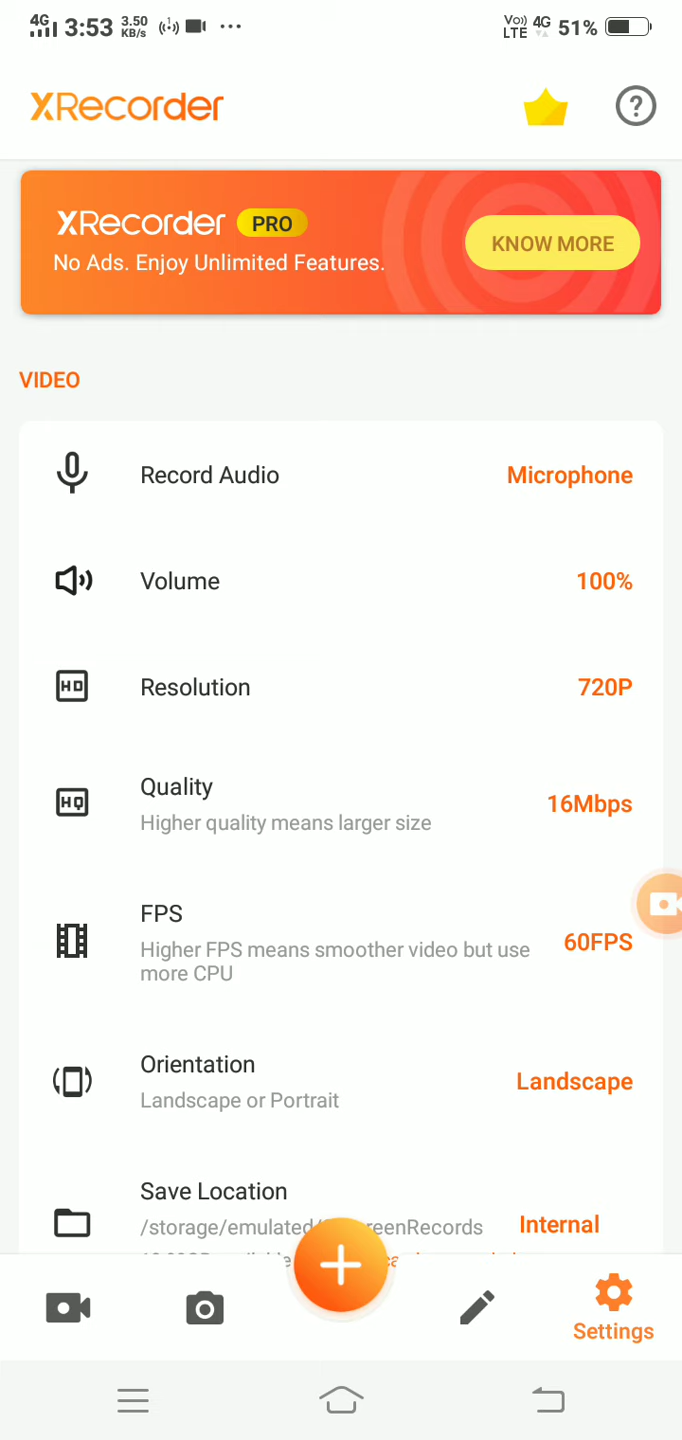 4G 3:53 3.50 KB/s ... Vo)) LTE 4G 51%
XRecorder
XRecorder PRO
No Ads. Enjoy Unlimited Features.
KNOW MORE
VIDEO
Record Audio Microphone
Volume 100%
HD Resolution 720P
Quality
HQ 16Mbps
Higher quality means larger size
FPS
Higher FPS means smoother video but use 60FPS
more CPU
Orientation
Landscape
Landscape or Portrait
Save Location
/storage/emulated/ Internal
Settings